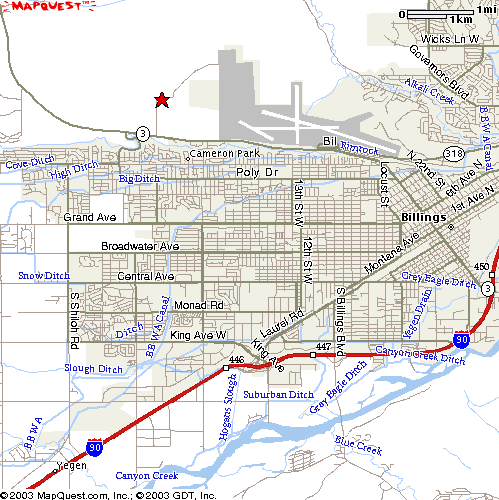 MAPQUEST™
0
1mi
1km
Wicks Ln W
Governors Blvd
Alkali Creek
BBWA Canal
3
Bil
Rimrock
318
Cameron Park
Cove Ditch
High Ditch
Big Ditch
Poly Dr
N 22nd St
6th Ave N
1st Ave N
13th St W
Locust St
Grand Ave
Billings
Broadwater Ave
12th St W
Montana Ave
Snow Ditch
Central Ave
Grey Eagle Ditch
450
3
S Shiloh Rd
BBWA Canal
Monad Rd
S Billings Blvd
Yegen Drain
Laurel Rd
Ditch
King Ave W
King Ave
90
447
446
Canyon Creek Ditch
Slough Ditch
Hogans Slough
Suburban Ditch
Grey Eagle Ditch
BBWA
90
Blue Creek
Yegen
Canyon Creek
©2003 MapQuest.com, Inc.; ©2003 GDT, Inc.